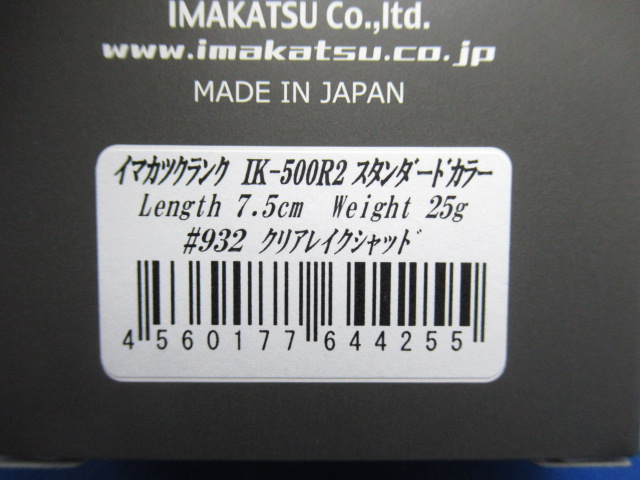 IMAKATSU Co.,ltd.
www.imakatsu.co.jp
MADE IN JAPAN
イマカツクランク IK-500R2 スタンダードカラー
Length 7.5cm Weight 25g
#932 クリアレイクシャッド
4 560177 644255